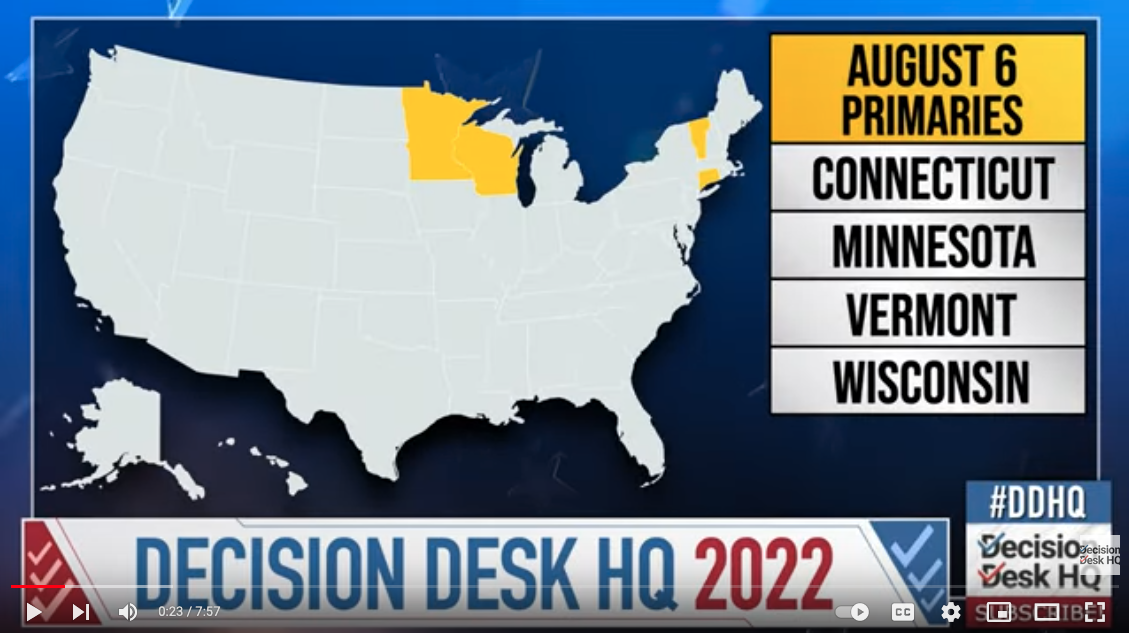 AUGUST 6
PRIMARIES
CONNECTICUT
MINNESOTA
VERMONT
WISCONSIN
#DDHQ
Decision
Desk HQ
Decision
Desk HQ
DECISION DESK HQ 2022
SUBSCRIBE!
0:23 / 7:57
CC